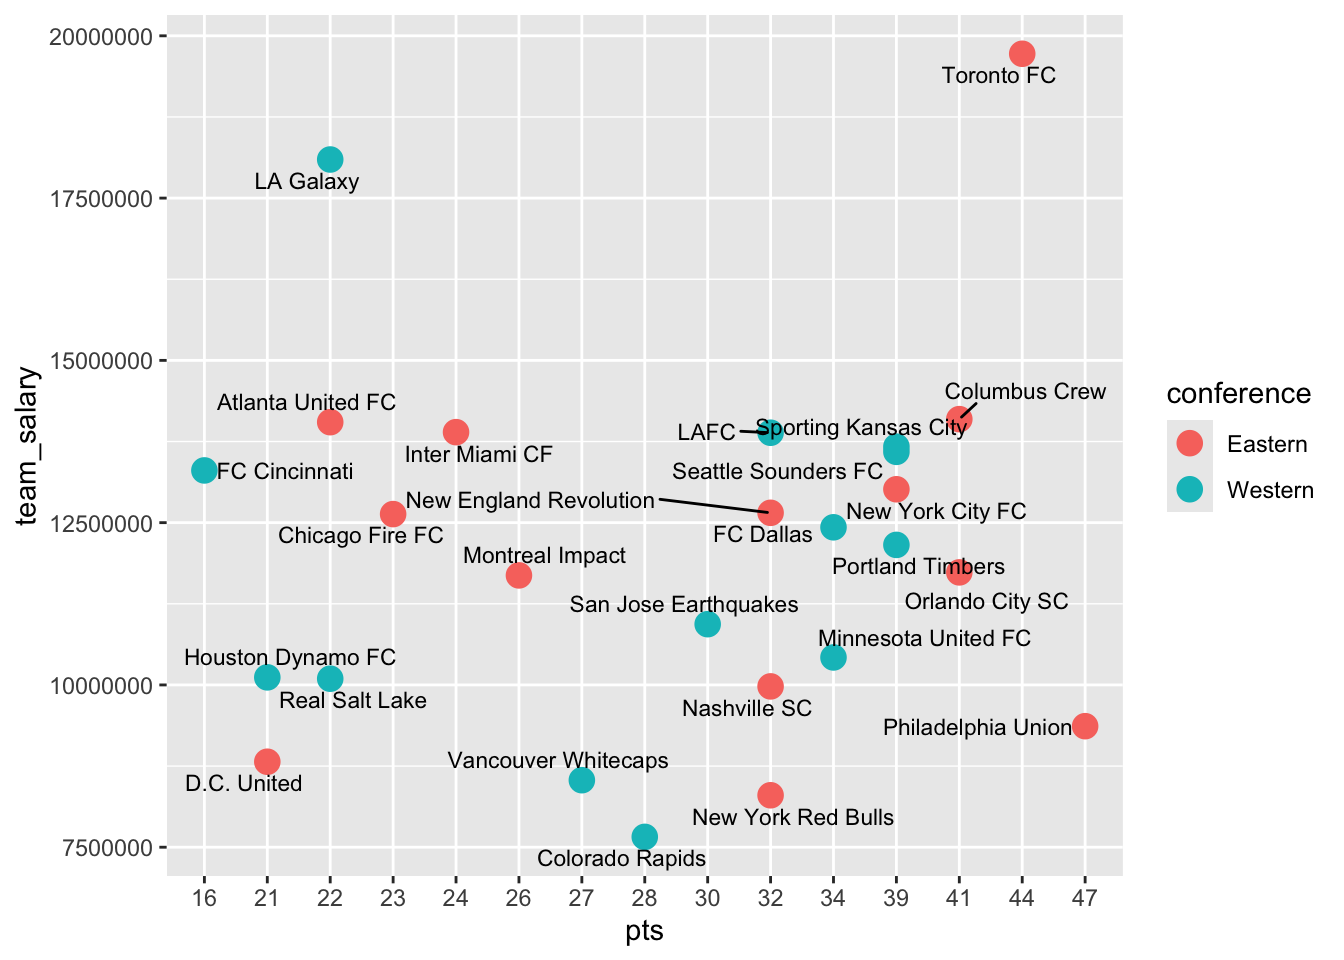 20000000
Toronto FC
LA Galaxy
17500000
15000000
Columbus Crew
Atlanta United FC
Sporting Kansas City
LAFC
Inter Miami CF
FC Cincinnati
Seattle Sounders FC
New England Revolution
New York City FC
12500000
FC Dallas
Chicago Fire FC
Montreal Impact
Portland Timbers
Orlando City SC
San Jose Earthquakes
Minnesota United FC
Houston Dynamo FC
10000000
Real Salt Lake
Nashville SC
Philadelphia Union
Vancouver Whitecaps
D.C. United
New York Red Bulls
7500000
Colorado Rapids
16 21 22 23 24 26 27 28 30 32 34 39 41 44 47
pts
team_salary
conference
Eastern
Western